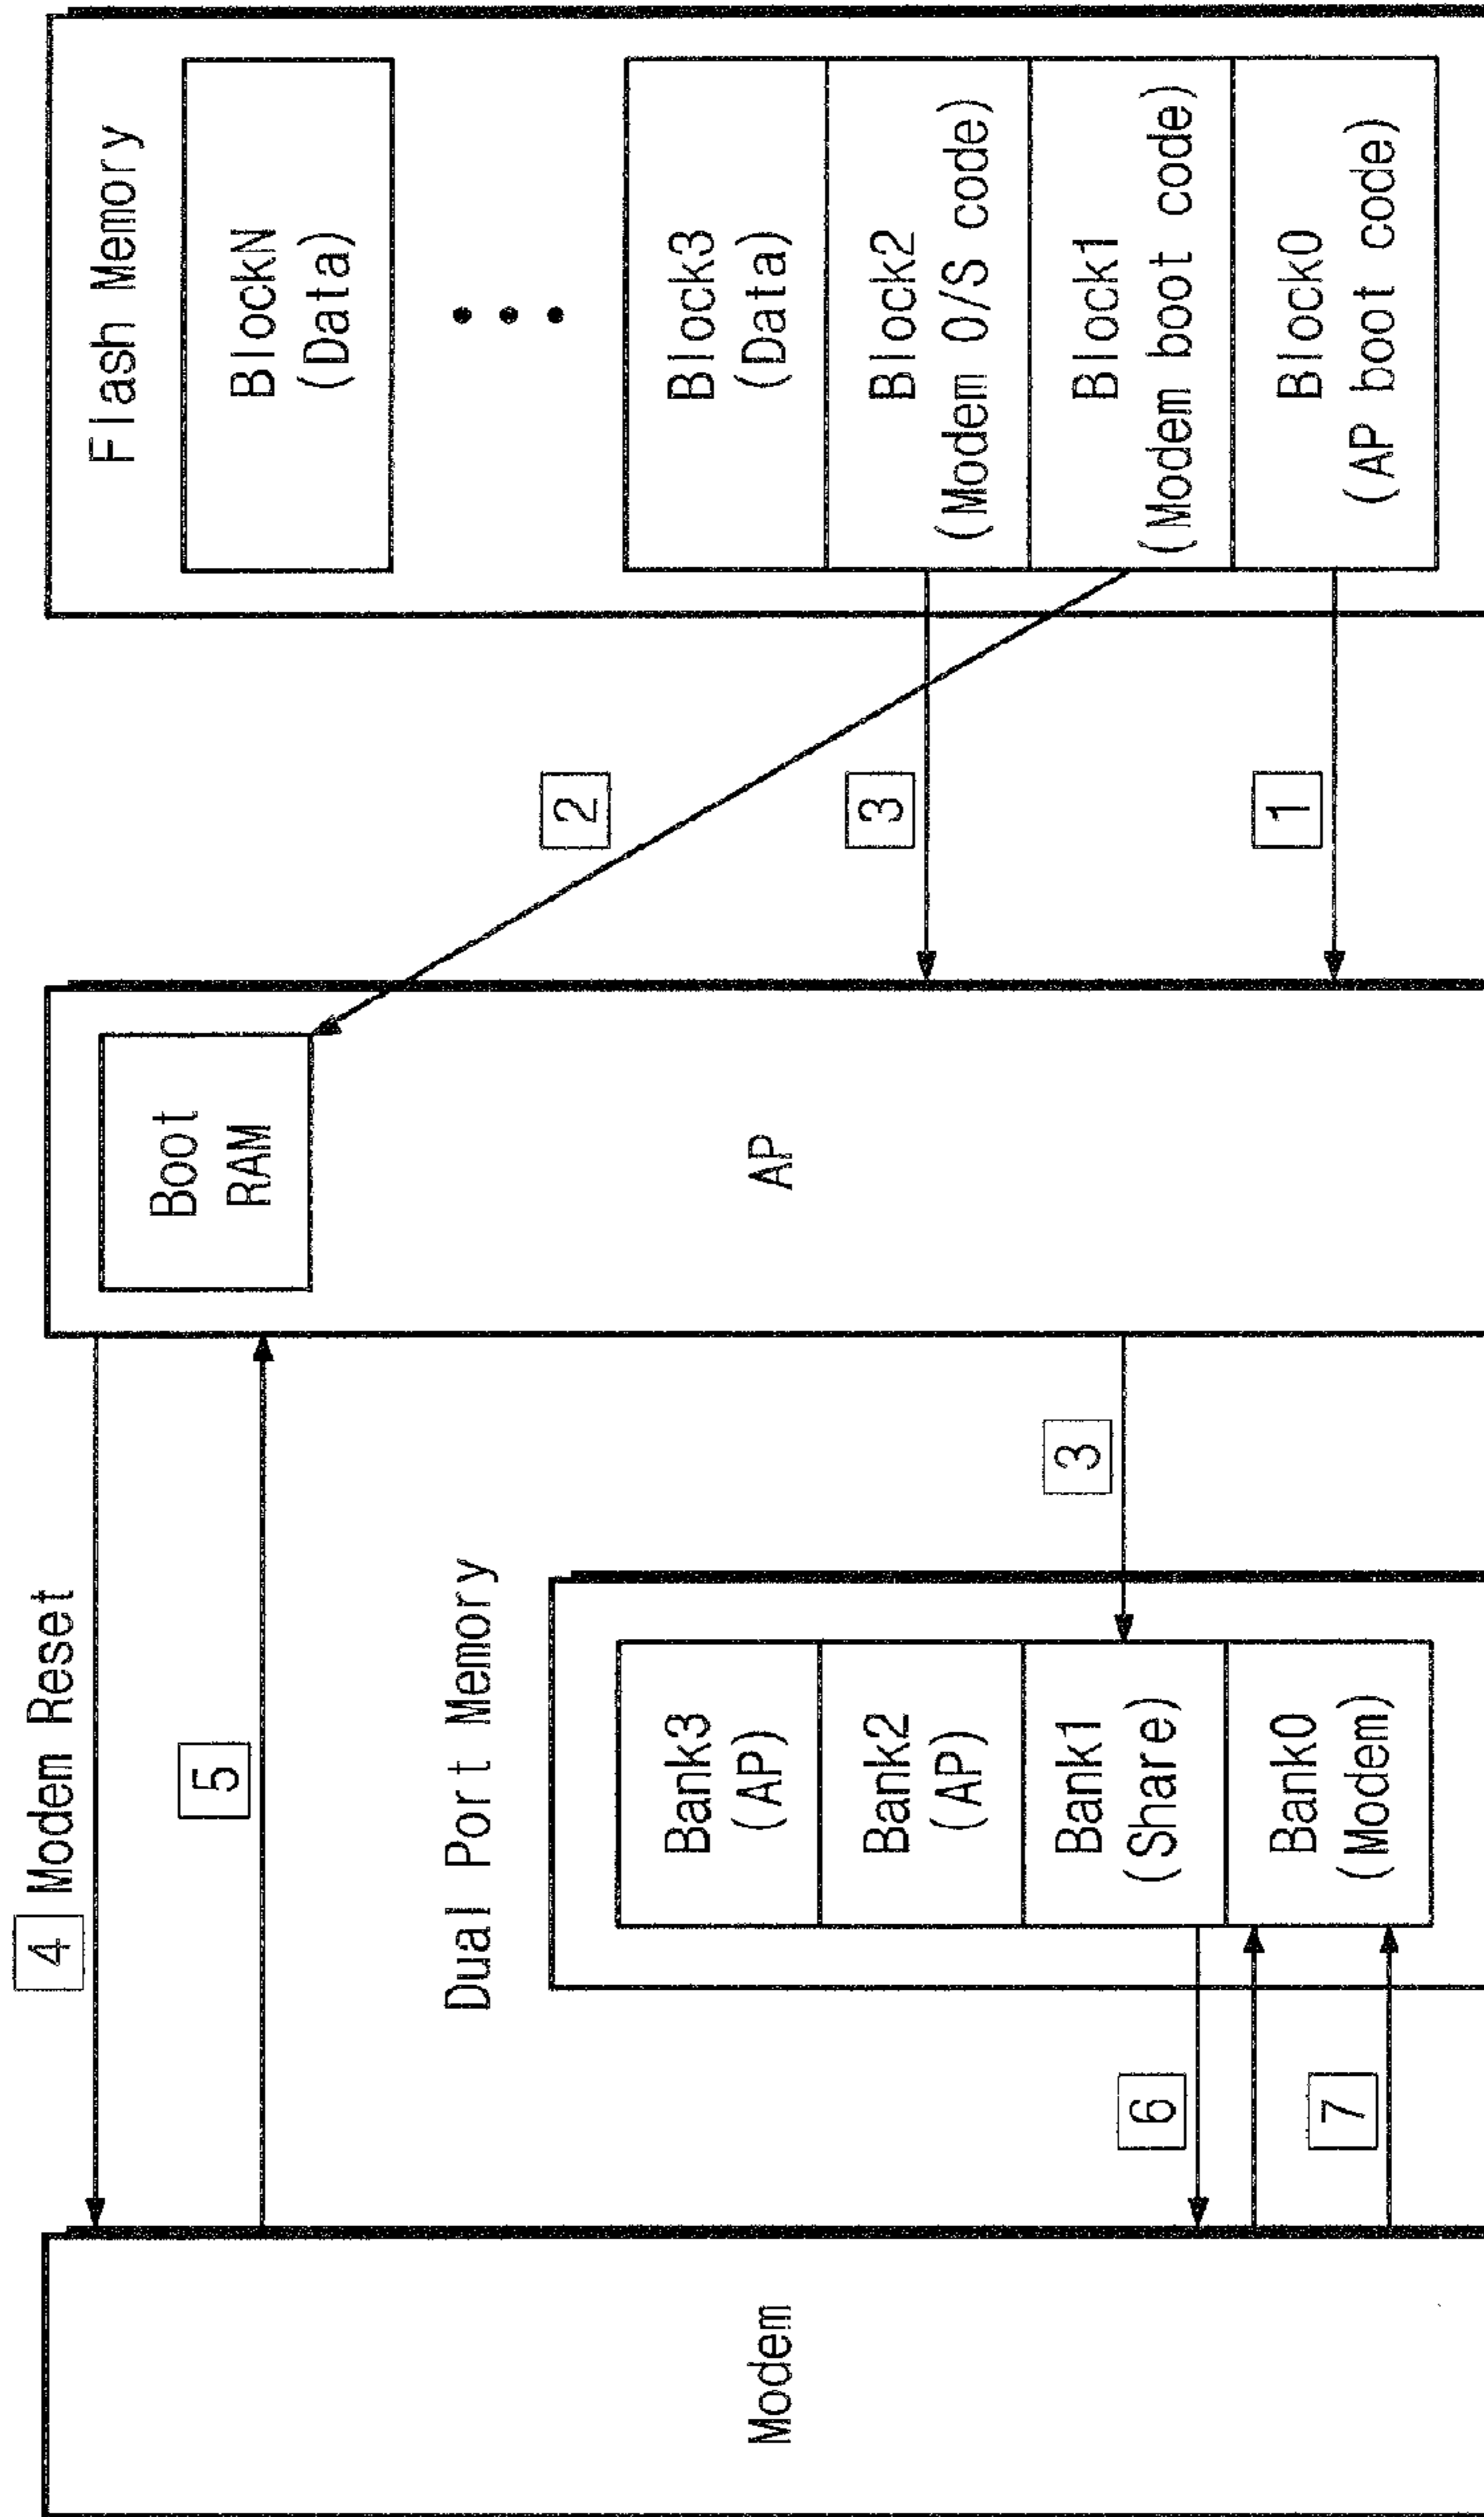 4 Modem Reset
5
Modem
Dual Port Memory
Bank3
(AP)
Bank2
(AP)
Bank1
(Share)
Bank0
(Modem)
6
7
3
Boot
RAM
AP
2
3
1
Flash Memory
BlockN
(Data)
Block3
(Data)
Block2
(Modem O/S code)
Block1
(Modem boot code)
Block0
(AP boot code)